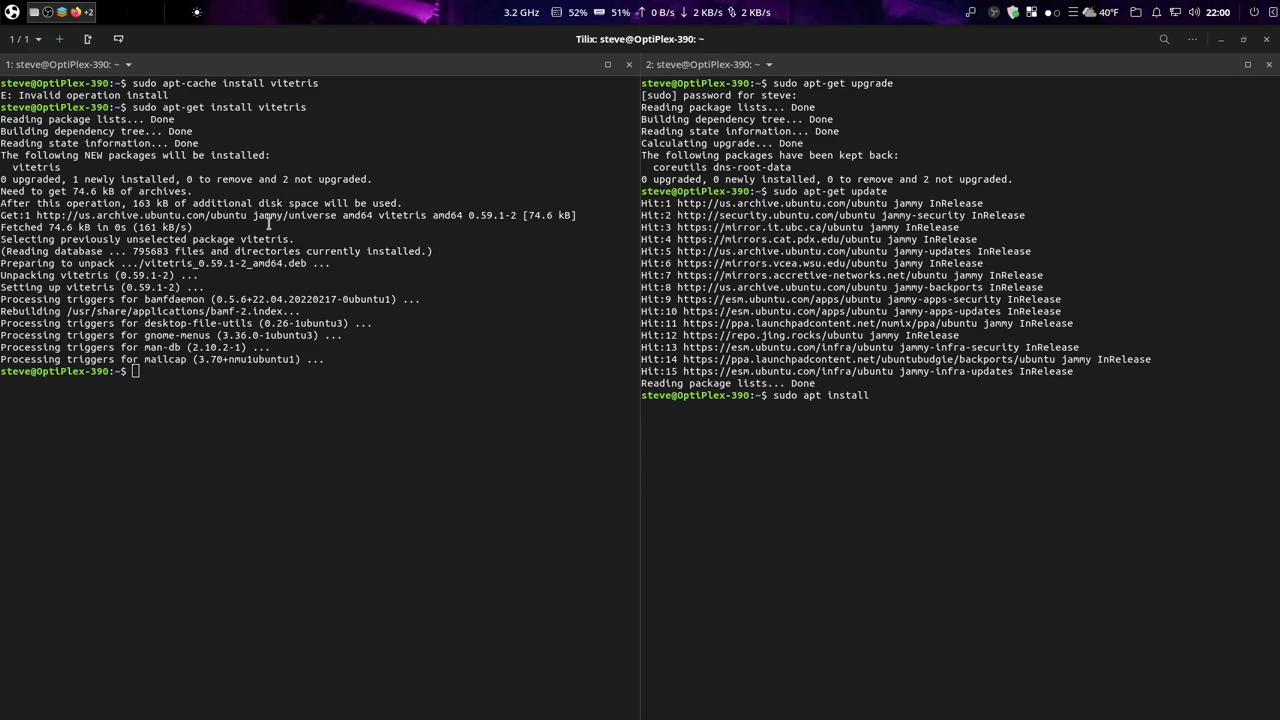 3.2 GHz 52% 51% ↑ 0 B/s ↓ 2 KB/s 2 KB/s 40°F 22:00
+2
1 / 1 Tilix: steve@OptiPlex-390: ~
1: steve@OptiPlex-390: ~
steve@OptiPlex-390:~$ sudo apt-cache install vitetris
E: Invalid operation install
steve@OptiPlex-390:~$ sudo apt-get install vitetris
Reading package lists... Done
Building dependency tree... Done
Reading state information... Done
The following NEW packages will be installed:
  vitetris
0 upgraded, 1 newly installed, 0 to remove and 2 not upgraded.
Need to get 74.6 kB of archives.
After this operation, 163 kB of additional disk space will be used.
Get:1 http://us.archive.ubuntu.com/ubuntu jammy/universe amd64 vitetris amd64 0.59.1-2 [74.6 kB]
Fetched 74.6 kB in 0s (161 kB/s)
Selecting previously unselected package vitetris.
(Reading database ... 795683 files and directories currently installed.)
Preparing to unpack .../vitetris_0.59.1-2_amd64.deb ...
Unpacking vitetris (0.59.1-2) ...
Setting up vitetris (0.59.1-2) ...
Processing triggers for bamfdaemon (0.5.6+22.04.20220217-0ubuntu1) ...
Rebuilding /usr/share/applications/bamf-2.index...
Processing triggers for desktop-file-utils (0.26-1ubuntu3) ...
Processing triggers for gnome-menus (3.36.0-1ubuntu3) ...
Processing triggers for man-db (2.10.2-1) ...
Processing triggers for mailcap (3.70+nmu1ubuntu1) ...
steve@OptiPlex-390:~$
2: steve@OptiPlex-390: ~
steve@OptiPlex-390:~$ sudo apt-get upgrade
[sudo] password for steve:
Reading package lists... Done
Building dependency tree... Done
Reading state information... Done
Calculating upgrade... Done
The following packages have been kept back:
  coreutils dns-root-data
0 upgraded, 0 newly installed, 0 to remove and 2 not upgraded.
steve@OptiPlex-390:~$ sudo apt-get update
Hit:1 http://us.archive.ubuntu.com/ubuntu jammy InRelease
Hit:2 http://security.ubuntu.com/ubuntu jammy-security InRelease
Hit:3 https://mirror.it.ubc.ca/ubuntu jammy InRelease
Hit:4 https://mirrors.cat.pdx.edu/ubuntu jammy InRelease
Hit:5 http://us.archive.ubuntu.com/ubuntu jammy-updates InRelease
Hit:6 https://mirrors.vcea.wsu.edu/ubuntu jammy InRelease
Hit:7 https://mirrors.accretive-networks.net/ubuntu jammy InRelease
Hit:8 http://us.archive.ubuntu.com/ubuntu jammy-backports InRelease
Hit:9 https://esm.ubuntu.com/apps/ubuntu jammy-apps-security InRelease
Hit:10 https://esm.ubuntu.com/apps/ubuntu jammy-apps-updates InRelease
Hit:11 https://ppa.launchpadcontent.net/numix/ppa/ubuntu jammy InRelease
Hit:12 https://repo.jing.rocks/ubuntu jammy InRelease
Hit:13 https://esm.ubuntu.com/infra/ubuntu jammy-infra-security InRelease
Hit:14 https://ppa.launchpadcontent.net/ubuntubudgie/backports/ubuntu jammy InRelease
Hit:15 https://esm.ubuntu.com/infra/ubuntu jammy-infra-updates InRelease
Reading package lists... Done
steve@OptiPlex-390:~$ sudo apt install